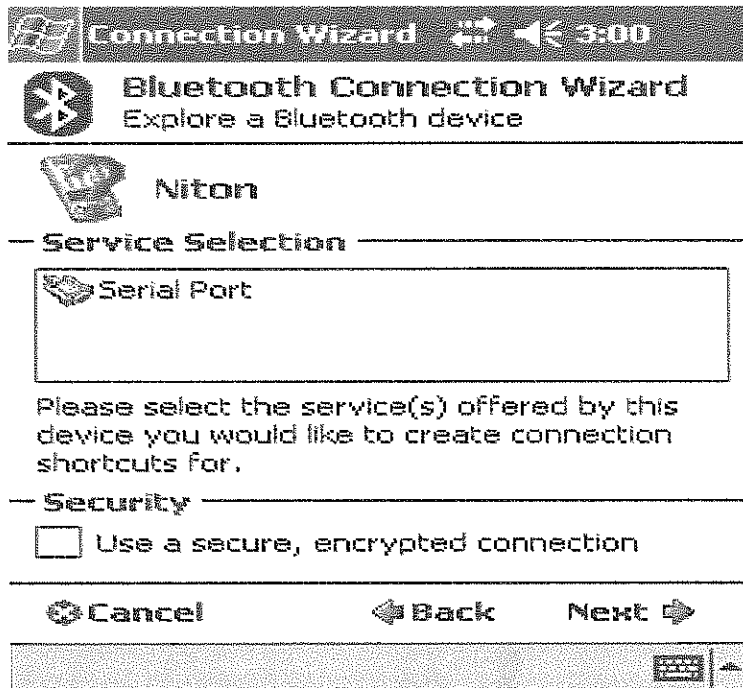 Connection Wizard 3:00
Bluetooth Connection Wizard
Explore a Bluetooth device
Niton
Service Selection
Serial Port
Please select the service(s) offered by this
device you would like to create connection
shortcuts for.
Security
Use a secure, encrypted connection
Cancel Back Next